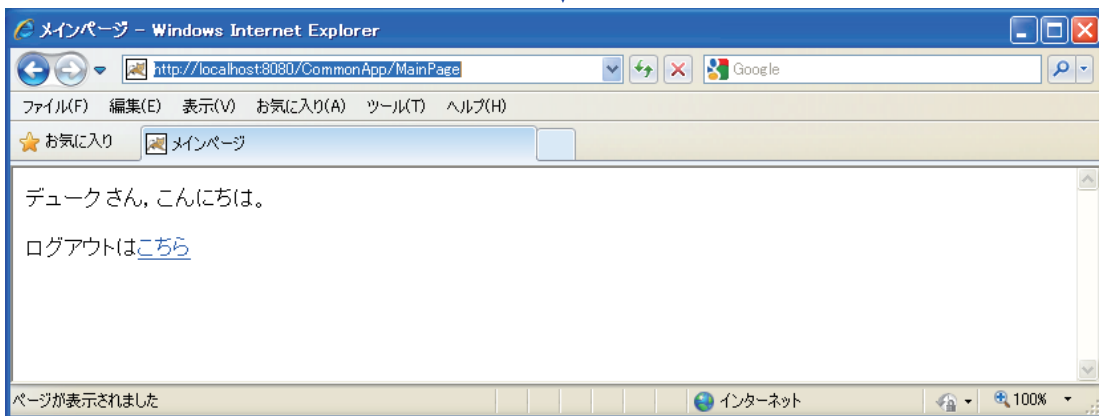 メインページ - Windows Internet Explorer
http://localhost:8080/CommonApp/MainPage
Google
ファイル(F) 編集(E) 表示(V) お気に入り(A) ツール(T) ヘルプ(H)
お気に入り メインページ
デューク さん, こんにちは。
ログアウトはこちら
ページが表示されました インターネット 100%